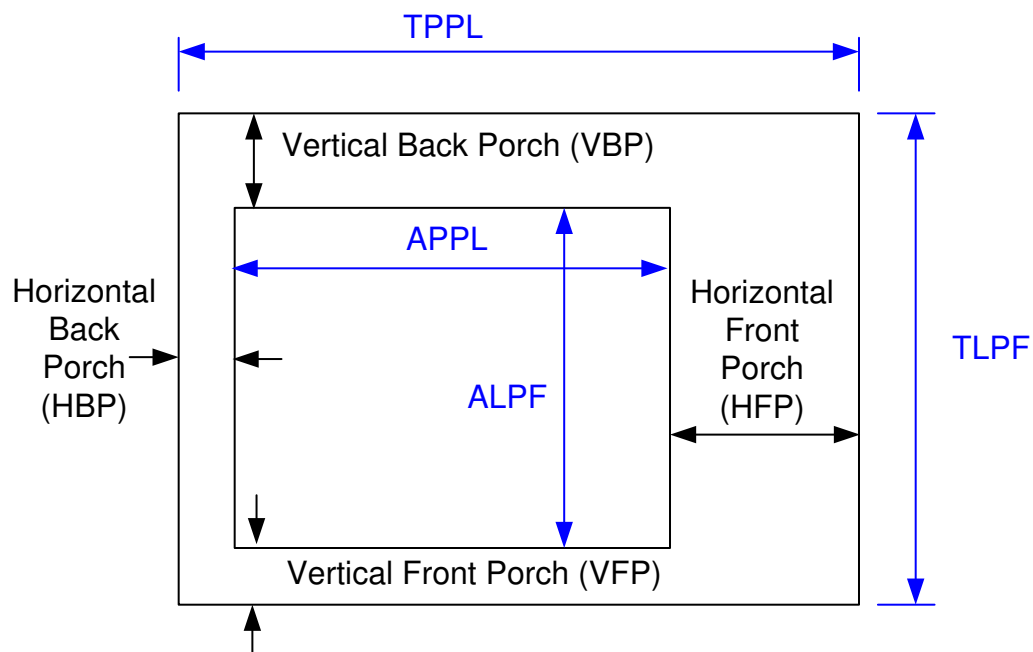 TPPL
Vertical Back Porch (VBP)
APPL
Horizontal
Back
Porch
(HBP)
Horizontal
Front
Porch
(HFP)
TLPF
ALPF
Vertical Front Porch (VFP)